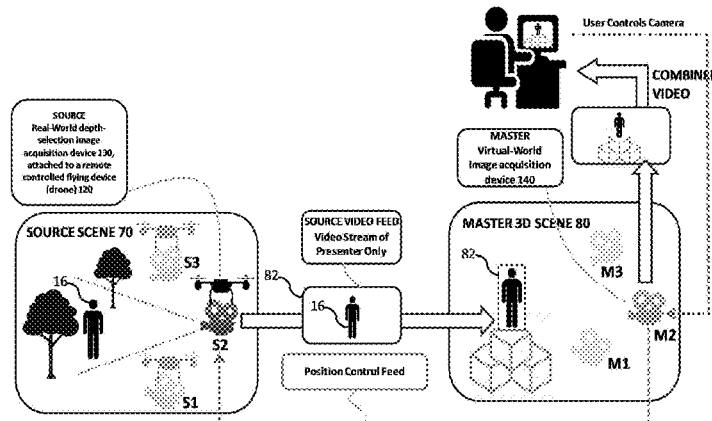 User Controls Camera
COMBINE
VIDEO
SOURCE
Real-World depth-
selection image
acquisition device 130,
attached to a remote
controlled flying device
(drone) 120
MASTER
Virtual-World
image acquisition
device 140
SOURCE VIDEO FEED
Video Stream of
Presenter Only
SOURCE SCENE 70
MASTER 3D SCENE 80
S3
82
82
M3
16
16
S2
M2
M1
Position Control Feed
S1